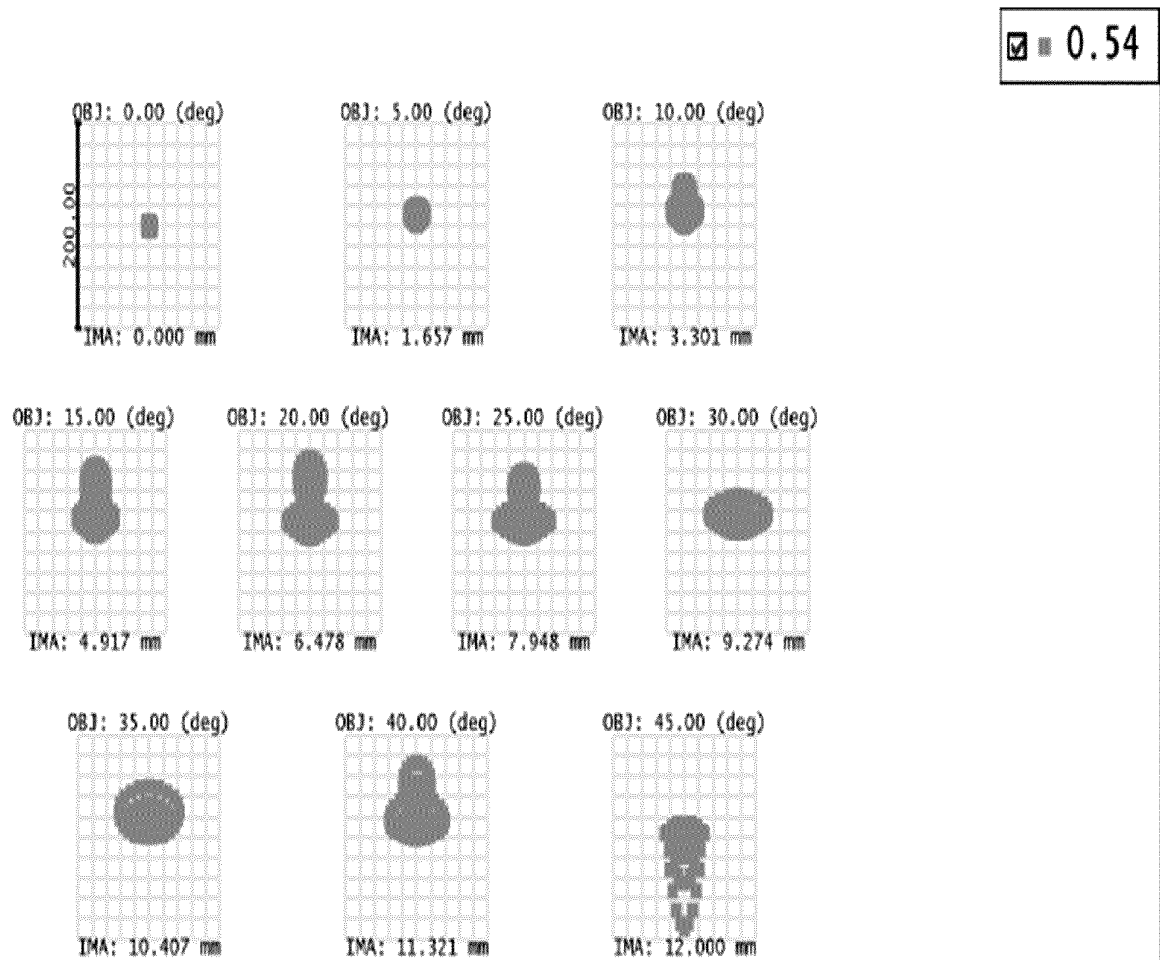 0.54
OBJ: 0.00 (deg)
OBJ: 5.00 (deg)
OBJ: 10.00 (deg)
200.00
IMA: 0.000 mm
IMA: 1.657 mm
IMA: 3.301 mm
OBJ: 15.00 (deg)
OBJ: 20.00 (deg)
OBJ: 25.00 (deg)
OBJ: 30.00 (deg)
IMA: 4.917 mm
IMA: 6.478 mm
IMA: 7.948 mm
IMA: 9.274 mm
OBJ: 35.00 (deg)
OBJ: 40.00 (deg)
OBJ: 45.00 (deg)
IMA: 10.407 mm
IMA: 11.321 mm
IMA: 12.000 mm